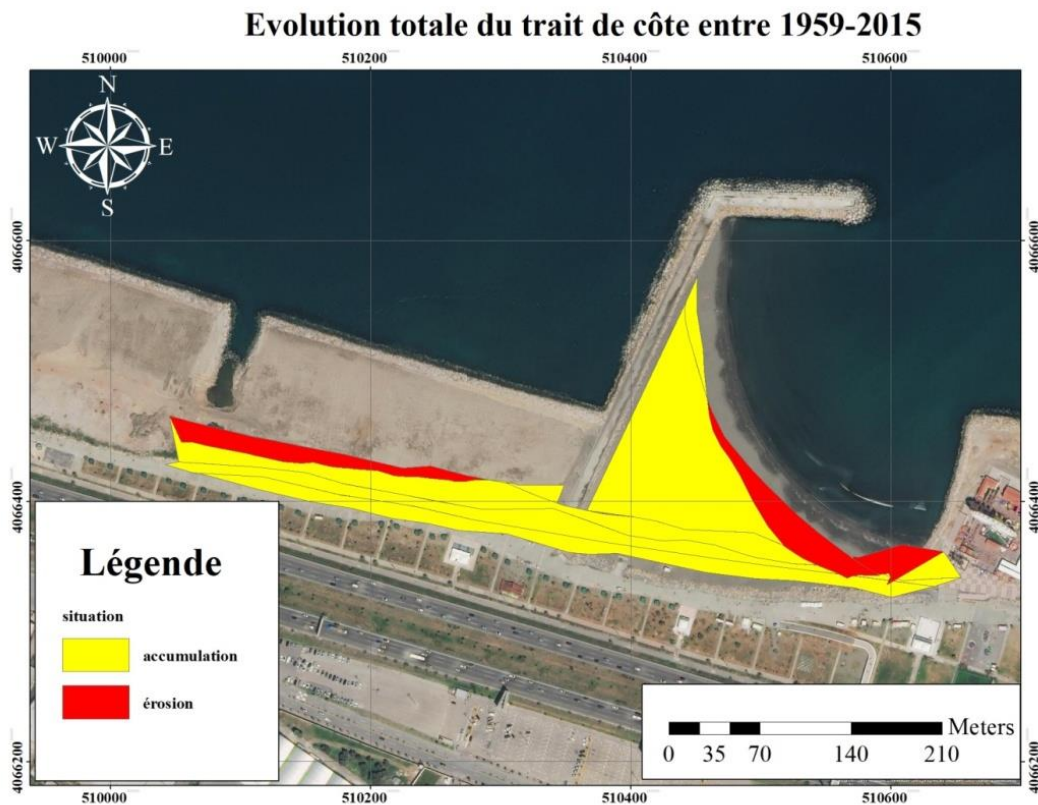 Evolution totale du trait de côte entre 1959-2015
510000 510200 510400 510600
N
W E
S
4066600 4066600
4066400 4066400
Légende
situation
accumulation
érosion
Meters
0 35 70 140 210
4066200 4066200
510000 510200 510400 510600